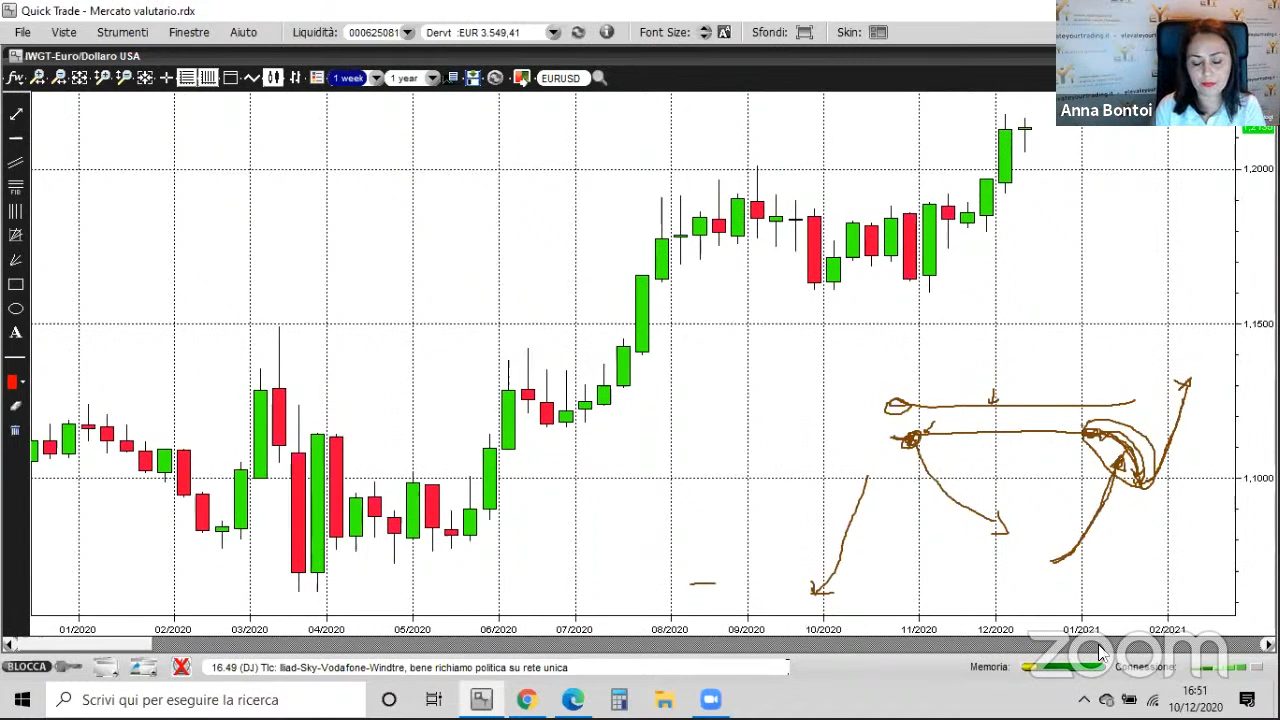 Quick Trade - Mercato valutario.rdx
File Viste Strumenti Finestre Aiuto Liquidità: Dervt :EUR 3.549,41 Font Size: A Sfondi: Skin:
IWGT-Euro/Dollaro USA
1 week 1 year EURUSD
Anna Bontoi
1,2000
FIB
1,1500
A
1,1000
01/2020 02/2020 03/2020 04/2020 05/2020 06/2020 07/2020 08/2020 09/2020 10/2020 11/2020 12/2020 01/2021 02/2021
zoom
BLOCCA 16.49 (DJ) Tlc: Iliad-Sky-Vodafone-Windtre, bene richiamo politica su rete unica Memoria: Connessione:
Scrivi qui per eseguire la ricerca 16:51
10/12/2020